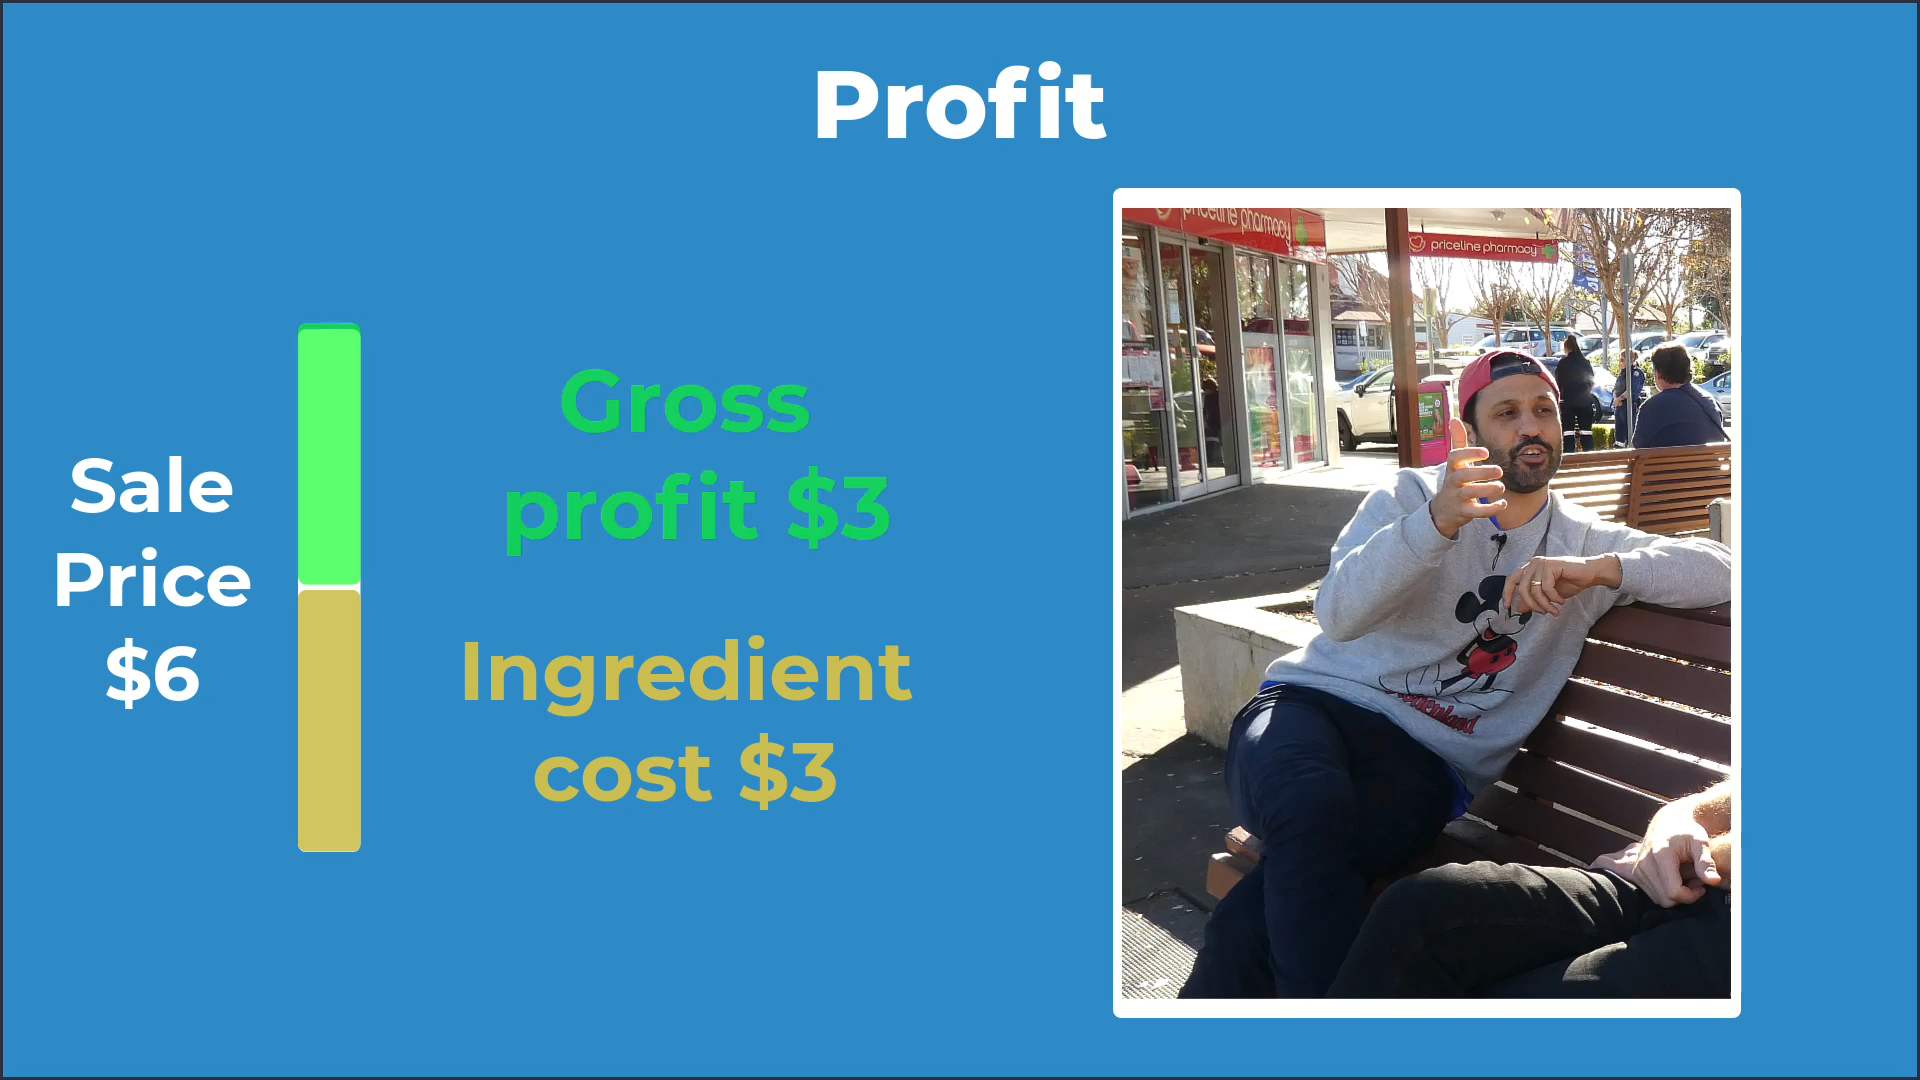 Profit
Sale
Price
$6
Gross
profit $3
Ingredient
cost $3
priceline pharmacy
priceline pharmacy